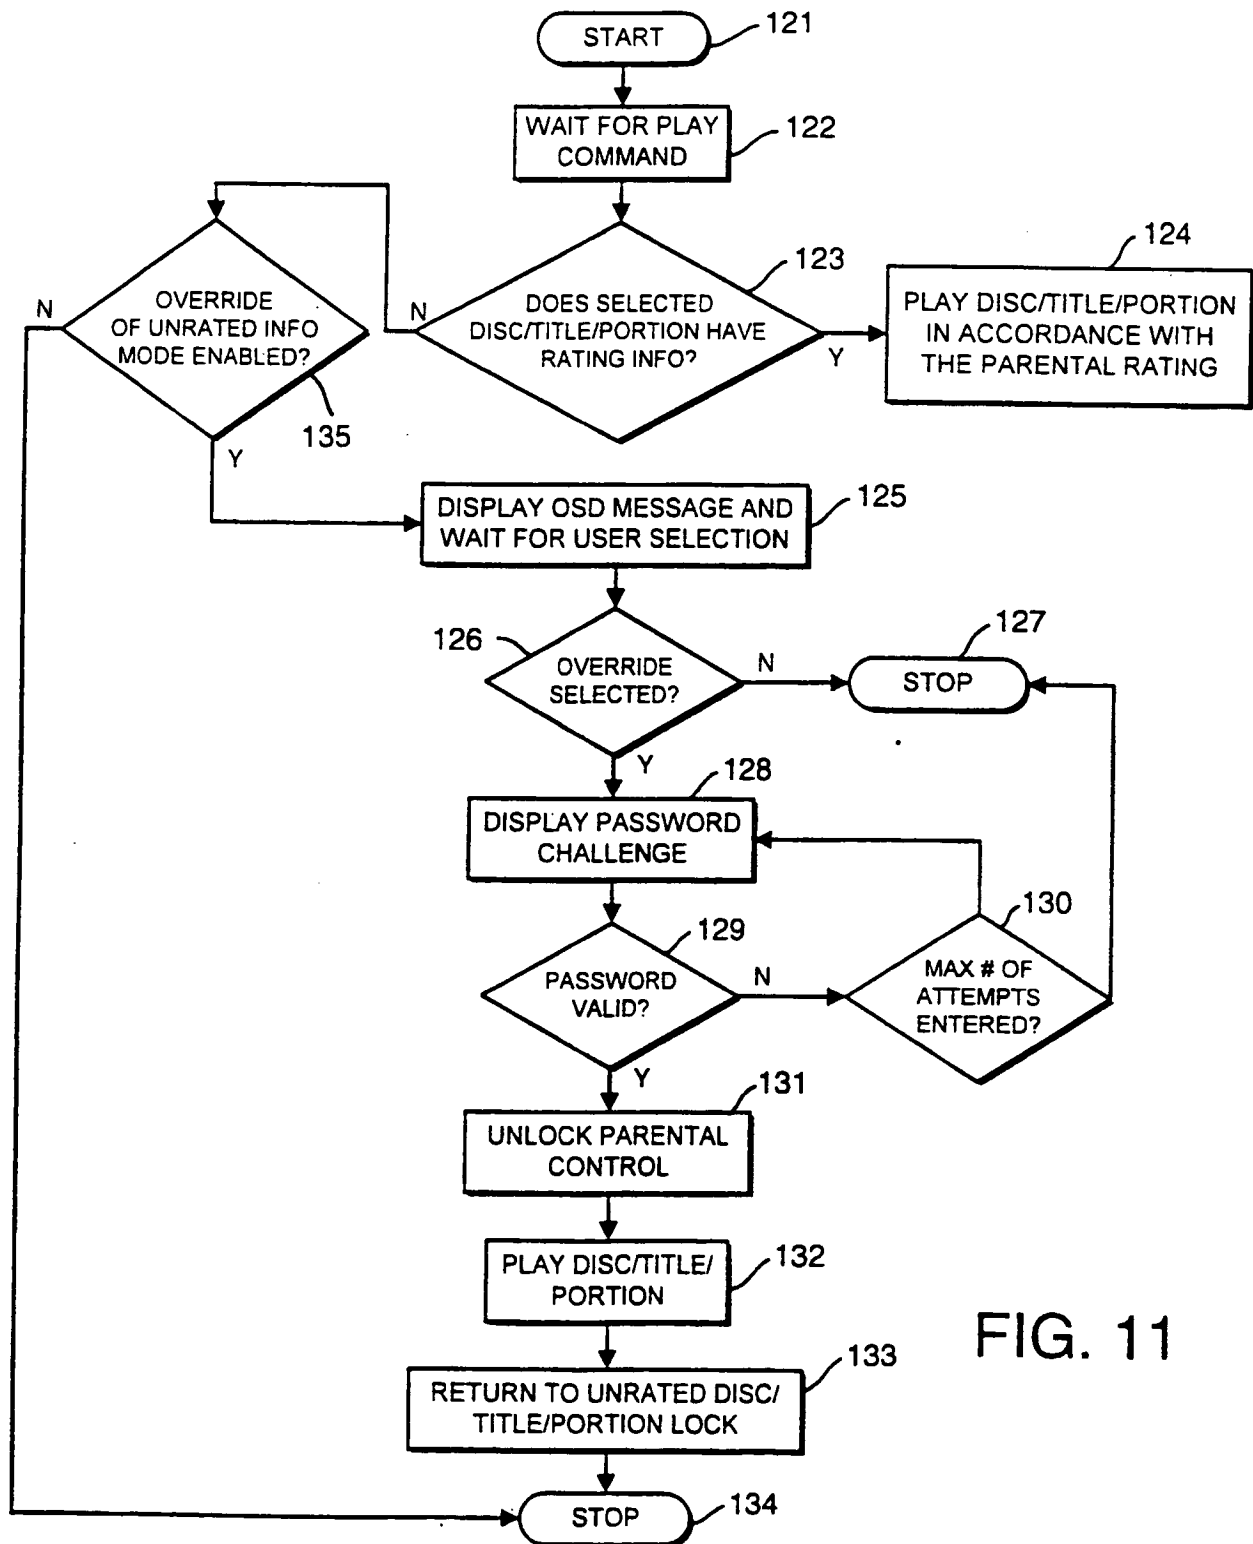 START
121
WAIT FOR PLAY
COMMAND
122
DOES SELECTED
DISC/TITLE/PORTION HAVE
RATING INFO?
123
N
Y
124
PLAY DISC/TITLE/PORTION
IN ACCORDANCE WITH
THE PARENTAL RATING
OVERRIDE
OF UNRATED INFO
MODE ENABLED?
135
N
Y
DISPLAY OSD MESSAGE AND
WAIT FOR USER SELECTION
125
126
OVERRIDE
SELECTED?
N
Y
127
STOP
128
DISPLAY PASSWORD
CHALLENGE
129
PASSWORD
VALID?
N
Y
130
MAX # OF
ATTEMPTS
ENTERED?
131
UNLOCK PARENTAL
CONTROL
PLAY DISC/TITLE/
PORTION
132
RETURN TO UNRATED DISC/
TITLE/PORTION LOCK
133
STOP
134
FIG. 11